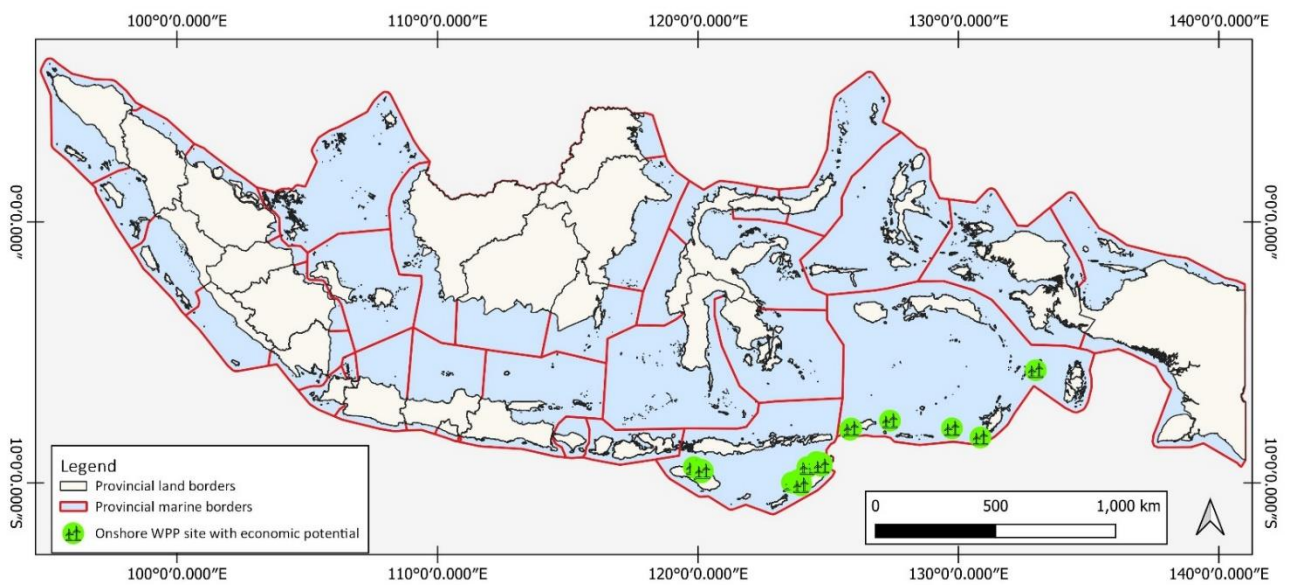 100°0′0.000″E 110°0′0.000″E 120°0′0.000″E 130°0′0.000″E 140°0′0.000″E
0°0′0.000″ 0°0′0.000″
10°0′0.000″S 10°0′0.000″S
Legend
Provincial land borders
Provincial marine borders
Onshore WPP site with economic potential
0 500 1,000 km
100°0′0.000″E 110°0′0.000″E 120°0′0.000″E 130°0′0.000″E 140°0′0.000″E